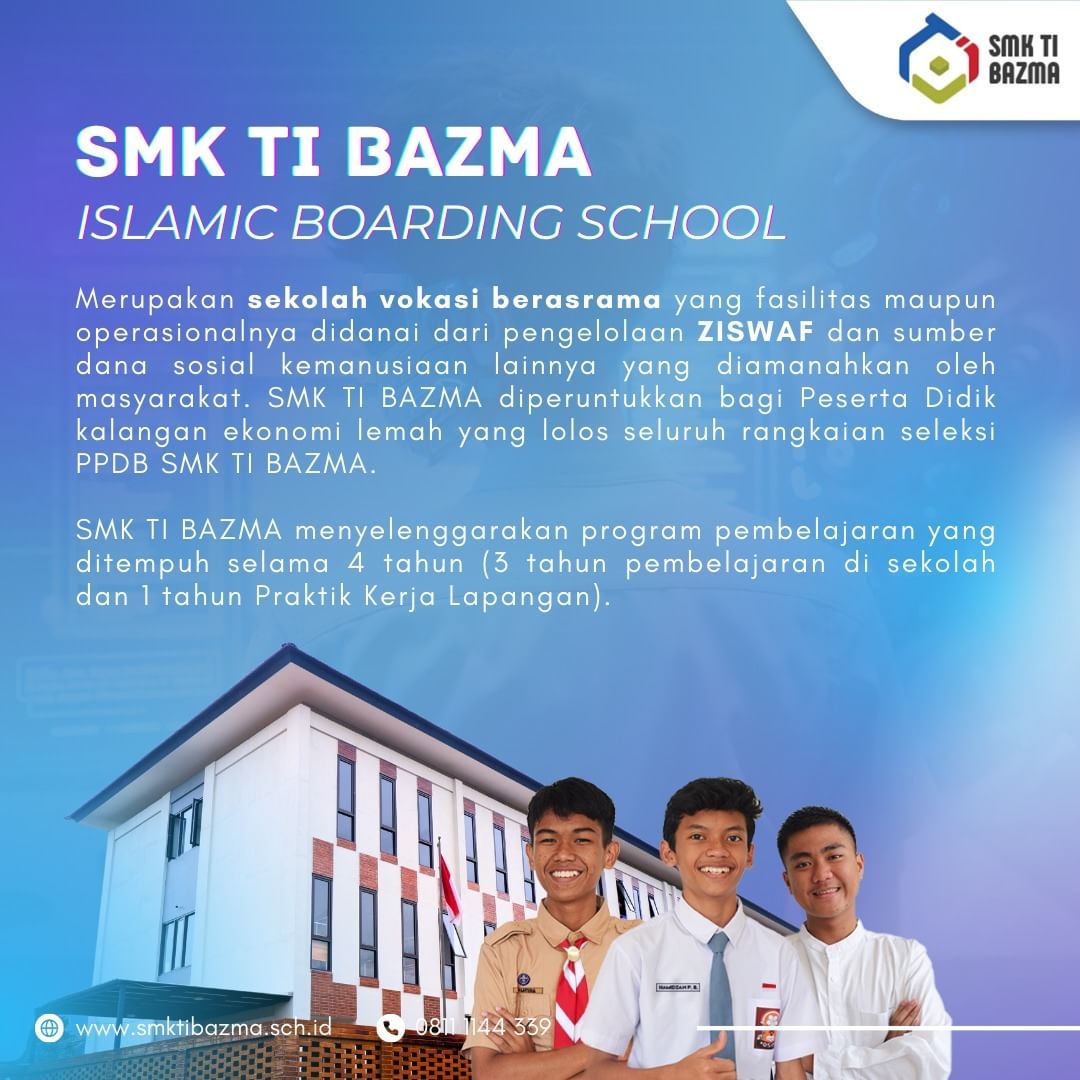 SMK TI
BAZMA
SMK TI BAZMA
ISLAMIC BOARDING SCHOOL
Merupakan sekolah vokasi berasrama yang fasilitas maupun
operasionalnya didanai dari pengelolaan ZISWAF dan sumber
dana sosial kemanusiaan lainnya yang diamanahkan oleh
masyarakat. SMK TI BAZMA diperuntukkan bagi Peserta Didik
kalangan ekonomi lemah yang lolos seluruh rangkaian seleksi
PPDB SMK TI BAZMA.
SMK TI BAZMA menyelenggarakan program pembelajaran yang
ditempuh selama 4 tahun (3 tahun pembelajaran di sekolah
dan 1 tahun Praktik Kerja Lapangan).
www.smktibazma.sch.id
0811 1144 339